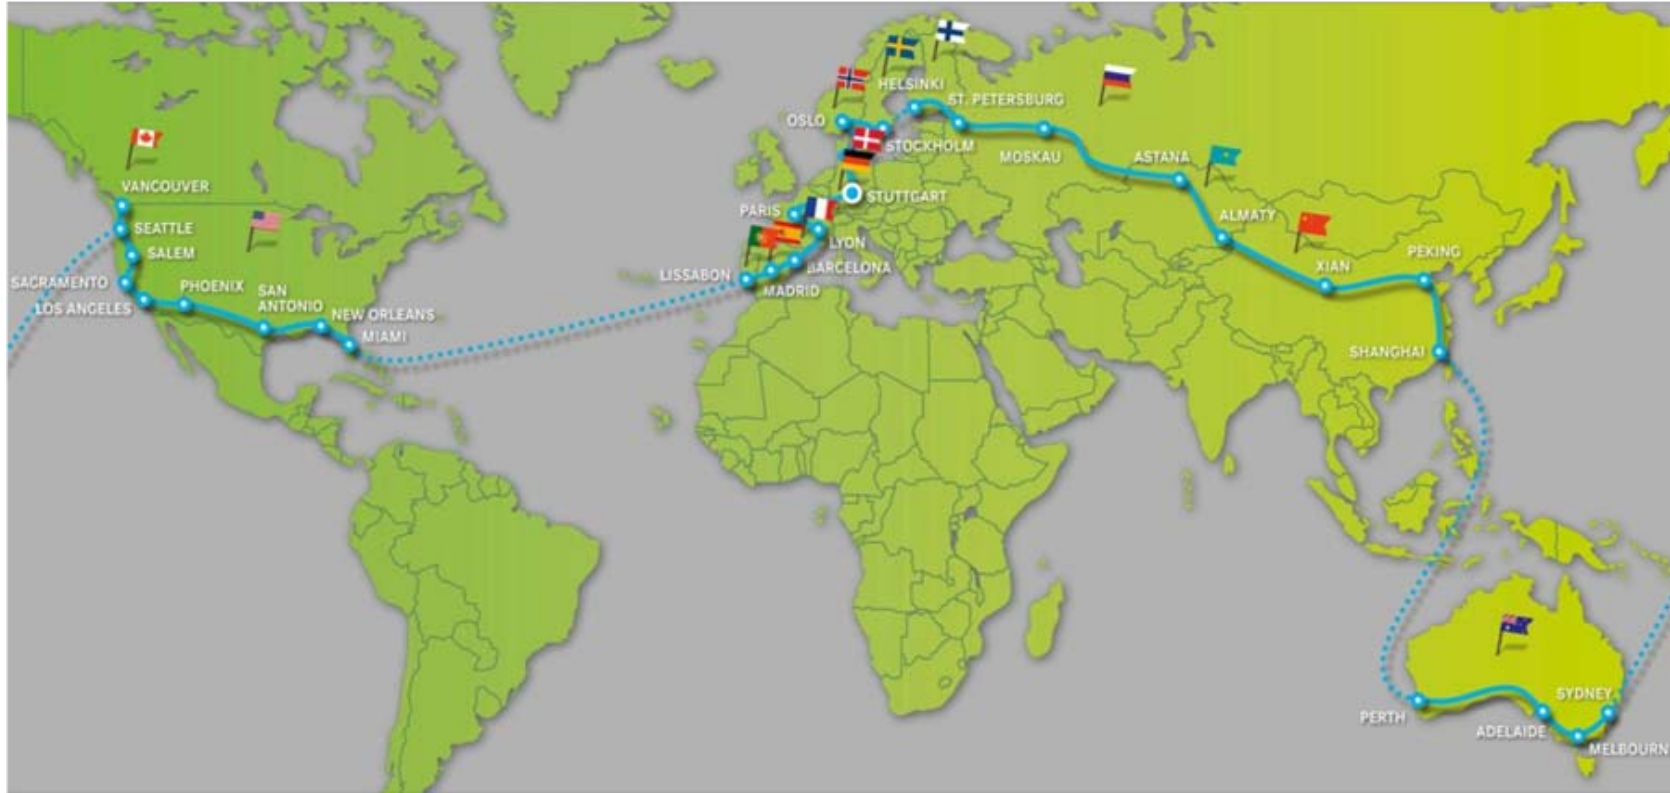 VANCOUVER
SEATTLE
SALEM
SACRAMENTO
LOS ANGELES
PHOENIX
SAN
ANTONIO
NEW ORLEANS
MIAMI
LISSABON
MADRID
BARCELONA
LYON
PARIS
STUTTGART
OSLO
STOCKHOLM
HELSINKI
ST. PETERSBURG
MOSKAU
ASTANA
ALMATY
XIAN
PEKING
SHANGHAI
PERTH
ADELAIDE
MELBOURN
SYDNEY